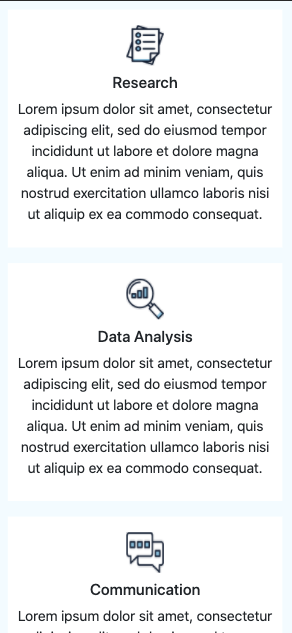 Research
Lorem ipsum dolor sit amet, consectetur
adipiscing elit, sed do eiusmod tempor
incididunt ut labore et dolore magna
aliqua. Ut enim ad minim veniam, quis
nostrud exercitation ullamco laboris nisi
ut aliquip ex ea commodo consequat.
Data Analysis
Lorem ipsum dolor sit amet, consectetur
adipiscing elit, sed do eiusmod tempor
incididunt ut labore et dolore magna
aliqua. Ut enim ad minim veniam, quis
nostrud exercitation ullamco laboris nisi
ut aliquip ex ea commodo consequat.
Communication
Lorem ipsum dolor sit amet, consectetur